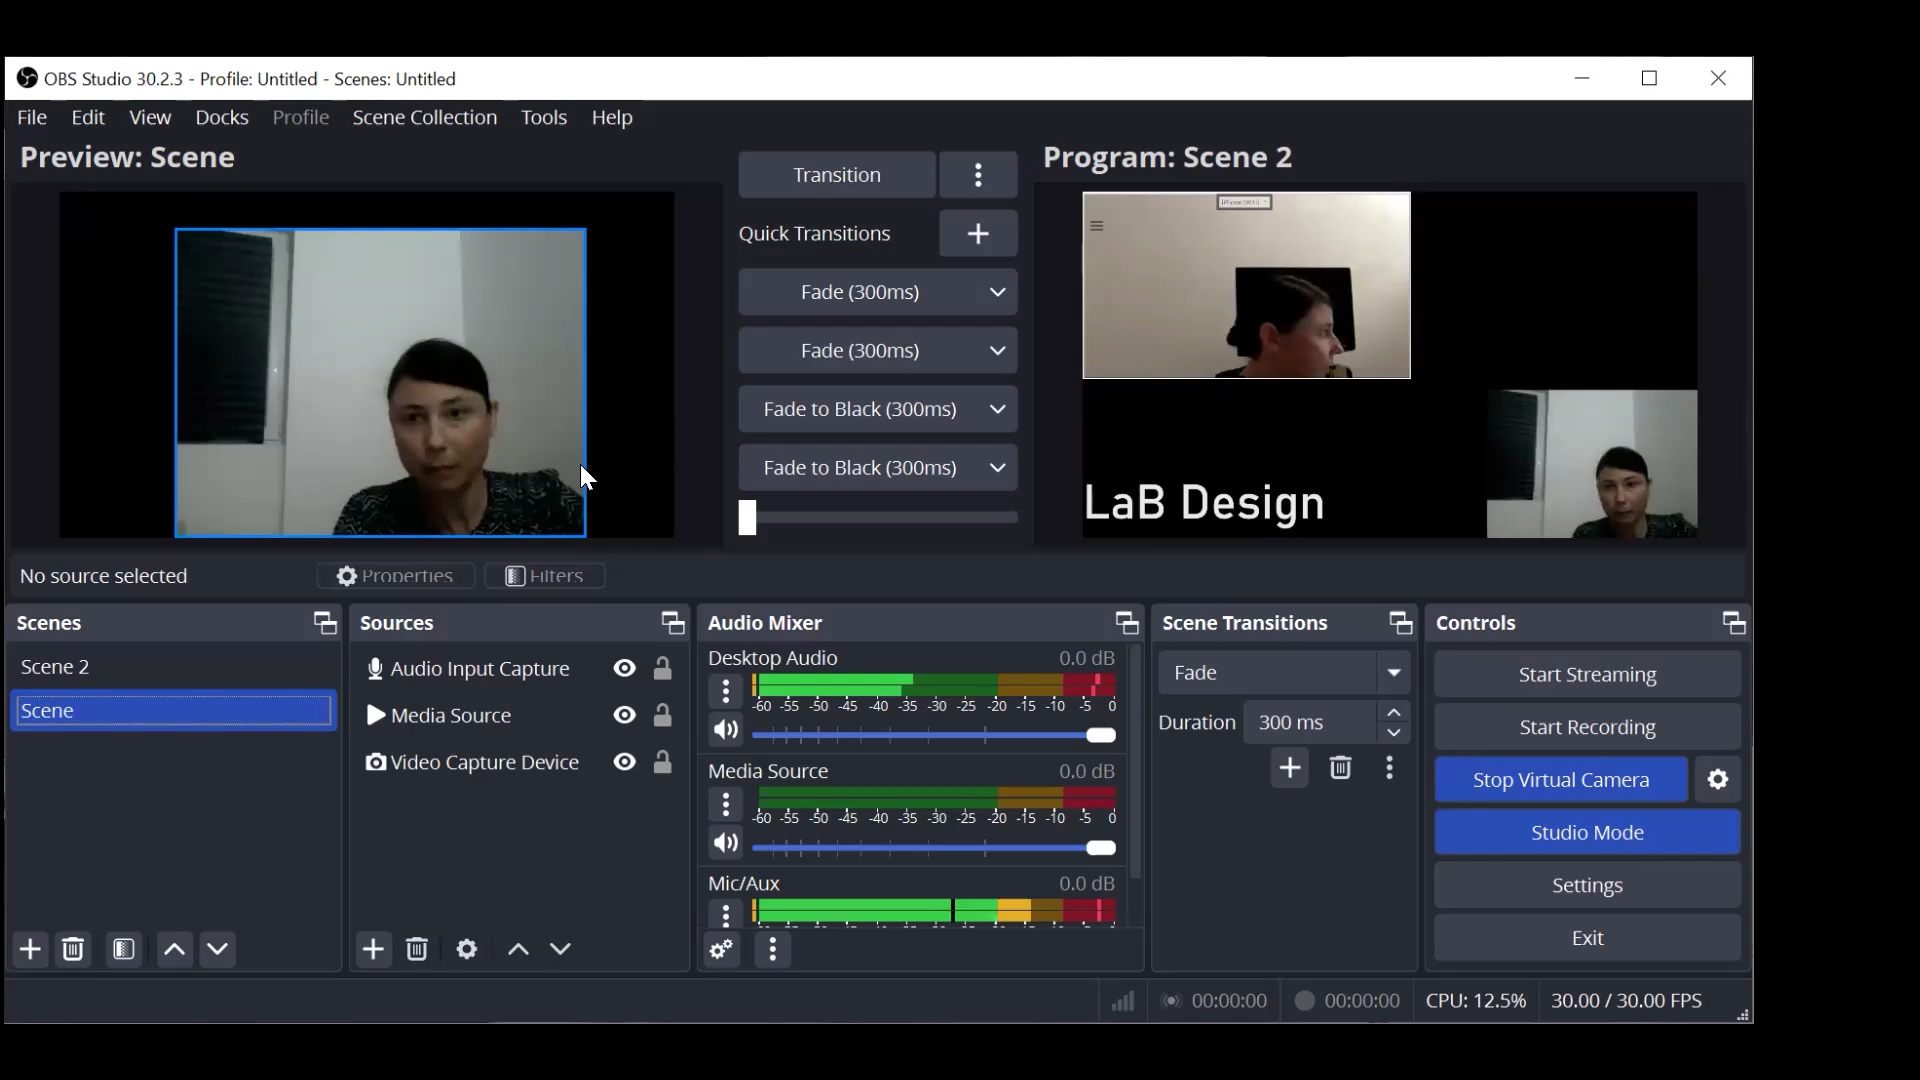 OBS Studio 30.2.3 - Profile: Untitled - Scenes: Untitled
File Edit View Docks Profile Scene Collection Tools Help
Preview: Scene
Transition
Quick Transitions
Fade (300ms)
Fade (300ms)
Fade to Black (300ms)
Fade to Black (300ms)
Program: Scene 2
LaB Design
No source selected
Properties
Filters
Scenes
Scene 2
Scene
Sources
Audio Input Capture
Media Source
Video Capture Device
Audio Mixer
Desktop Audio 0.0 dB
-60 -55 -50 -45 -40 -35 -30 -25 -20 -15 -10 -5 0
Media Source 0.0 dB
-60 -55 -50 -45 -40 -35 -30 -25 -20 -15 -10 -5 0
Mic/Aux 0.0 dB
Scene Transitions
Fade
Duration 300 ms
Controls
Start Streaming
Start Recording
Stop Virtual Camera
Studio Mode
Settings
Exit
00:00:00
00:00:00
CPU: 12.5%
30.00 / 30.00 FPS